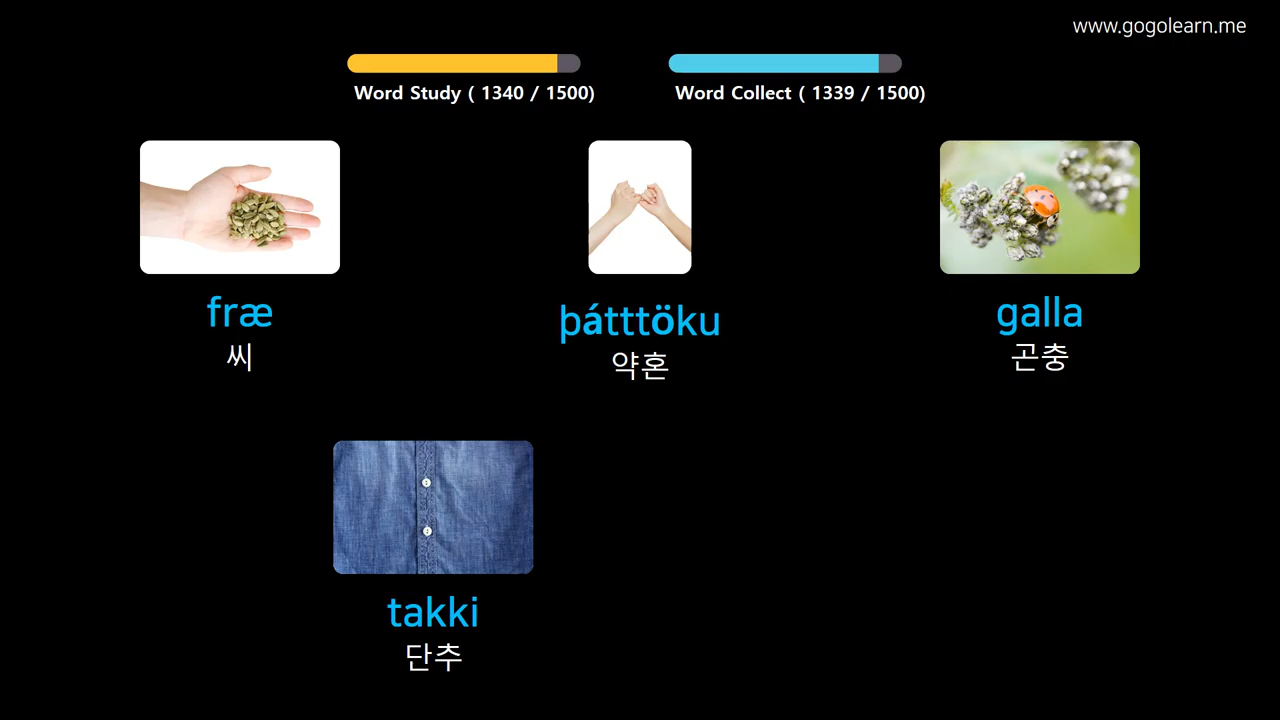 www.gogolearn.me
Word Study ( 1340 / 1500)
Word Collect ( 1339 / 1500)
fræ
씨
þátttöku
약혼
galla
곤충
takki
단추